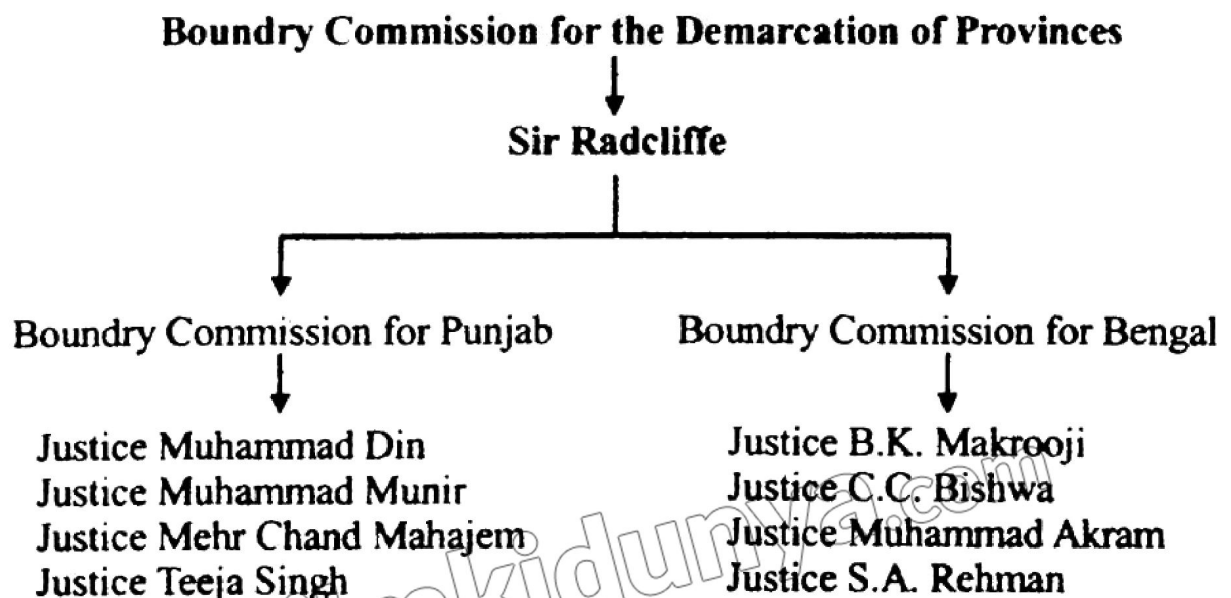 Boundry Commission for the Demarcation of Provinces
Sir Radcliffe
Boundry Commission for Punjab
Justice Muhammad Din
Justice Muhammad Munir
Justice Mehr Chand Mahajem
Justice Teeja Singh
Boundry Commission for Bengal
Justice B.K. Makrooji
Justice C.C. Bishwa
Justice Muhammad Akram
Justice S.A. Rehman
kidunya.com